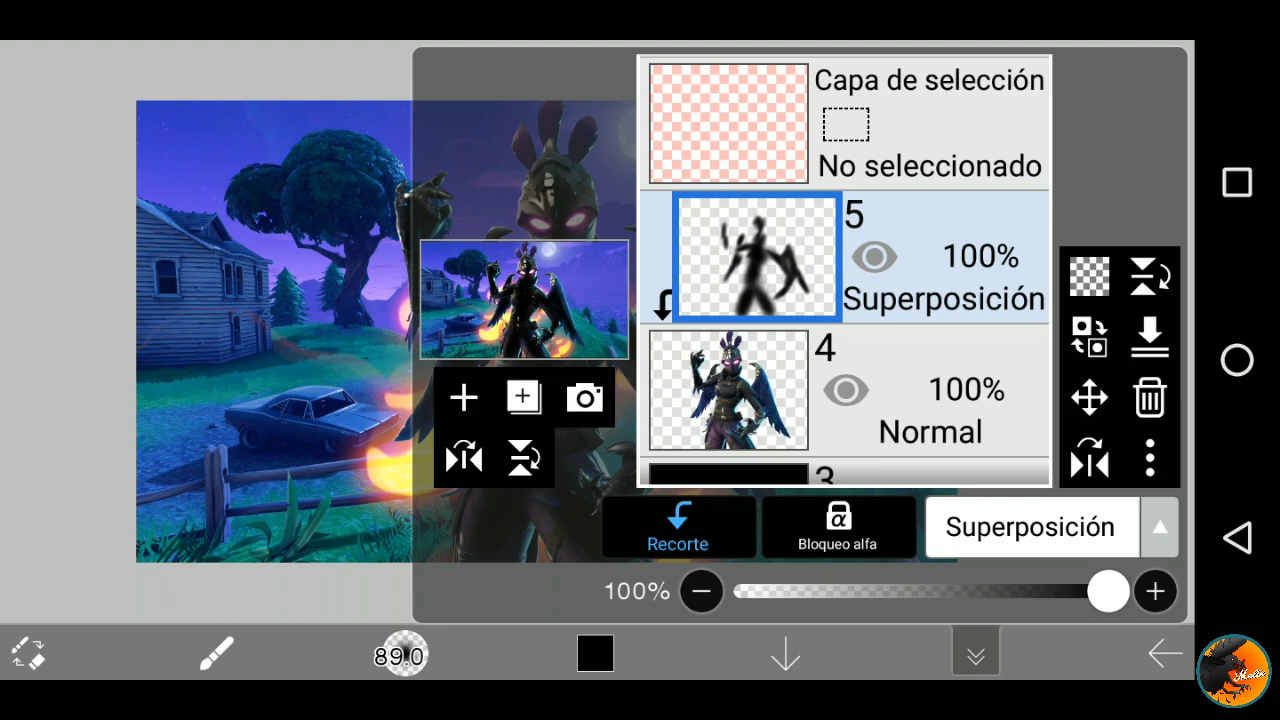 Capa de selección
No seleccionado
5
100%
Superposición
4
100%
Normal
3
Recorte
α
Bloqueo alfa
Superposición
100%
89.0
Malix